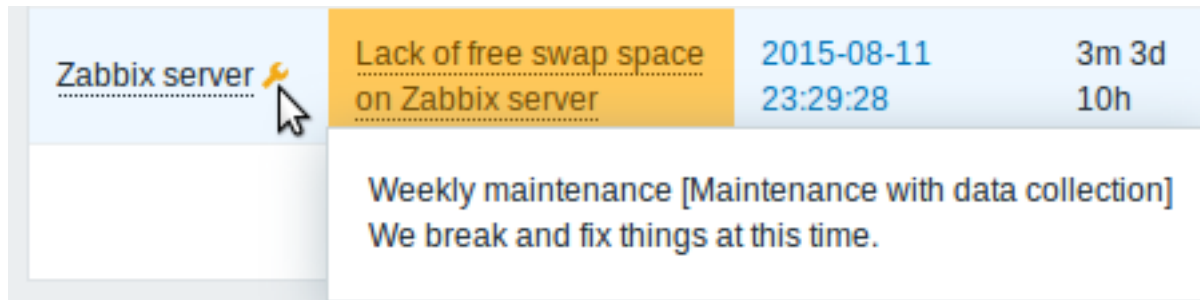 Zabbix server
Lack of free swap space
on Zabbix server
2015-08-11
23:29:28
3m 3d
10h
Weekly maintenance [Maintenance with data collection]
We break and fix things at this time.